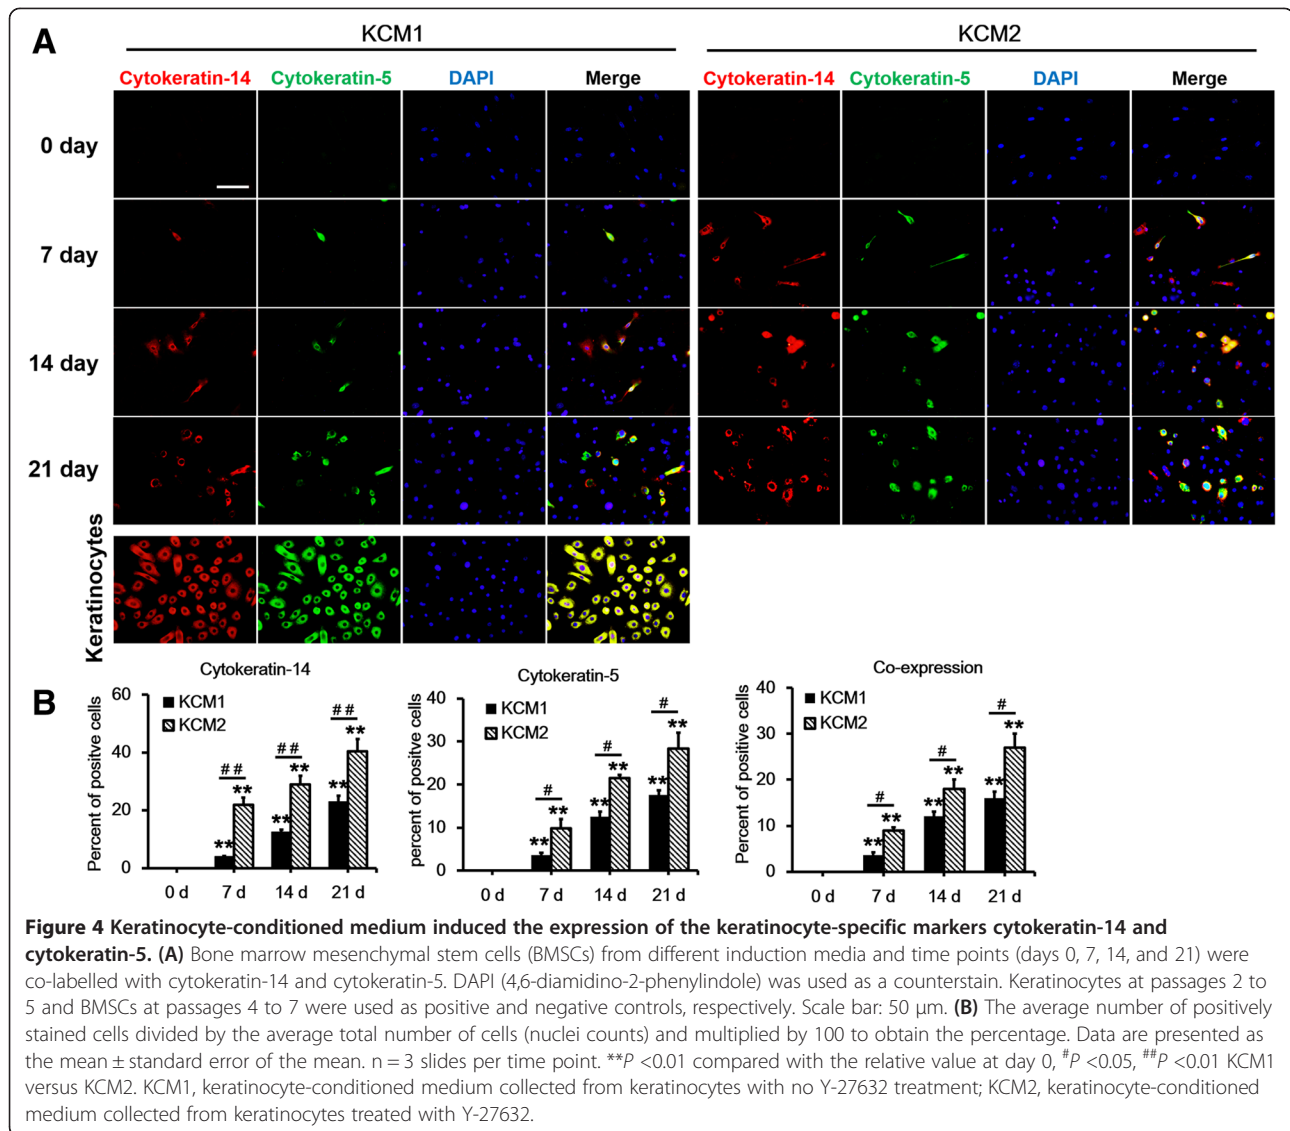 A
KCM1
KCM2
Cytokeratin-14 Cytokeratin-5 DAPI Merge Cytokeratin-14 Cytokeratin-5 DAPI Merge
0 day
7 day
14 day
21 day
Keratinocytes
B
Cytokeratin-14
Percent of positive cells
60
40
20
0
KCM1
KCM2
** ## **
** ## **
** ## **
0 d 7 d 14 d 21 d
Cytokeratin-5
percent of positive cells
40
30
20
10
0
KCM1
KCM2
** # **
** # **
** # **
0 d 7 d 14 d 21 d
Co-expression
Percent of positive cells
40
30
20
10
0
KCM1
KCM2
** # **
** # **
** # **
0 d 7 d 14 d 21 d
Figure 4 Keratinocyte-conditioned medium induced the expression of the keratinocyte-specific markers cytokeratin-14 and
cytokeratin-5. (A) Bone marrow mesenchymal stem cells (BMSCs) from different induction media and time points (days 0, 7, 14, and 21) were
co-labelled with cytokeratin-14 and cytokeratin-5. DAPI (4,6-diamidino-2-phenylindole) was used as a counterstain. Keratinocytes at passages 2 to
5 and BMSCs at passages 4 to 7 were used as positive and negative controls, respectively. Scale bar: 50 μm. (B) The average number of positively
stained cells divided by the average total number of cells (nuclei counts) and multiplied by 100 to obtain the percentage. Data are presented as
the mean ± standard error of the mean. n = 3 slides per time point. **P <0.01 compared with the relative value at day 0, #P <0.05, ##P <0.01 KCM1
versus KCM2. KCM1, keratinocyte-conditioned medium collected from keratinocytes with no Y-27632 treatment; KCM2, keratinocyte-conditioned
medium collected from keratinocytes treated with Y-27632.